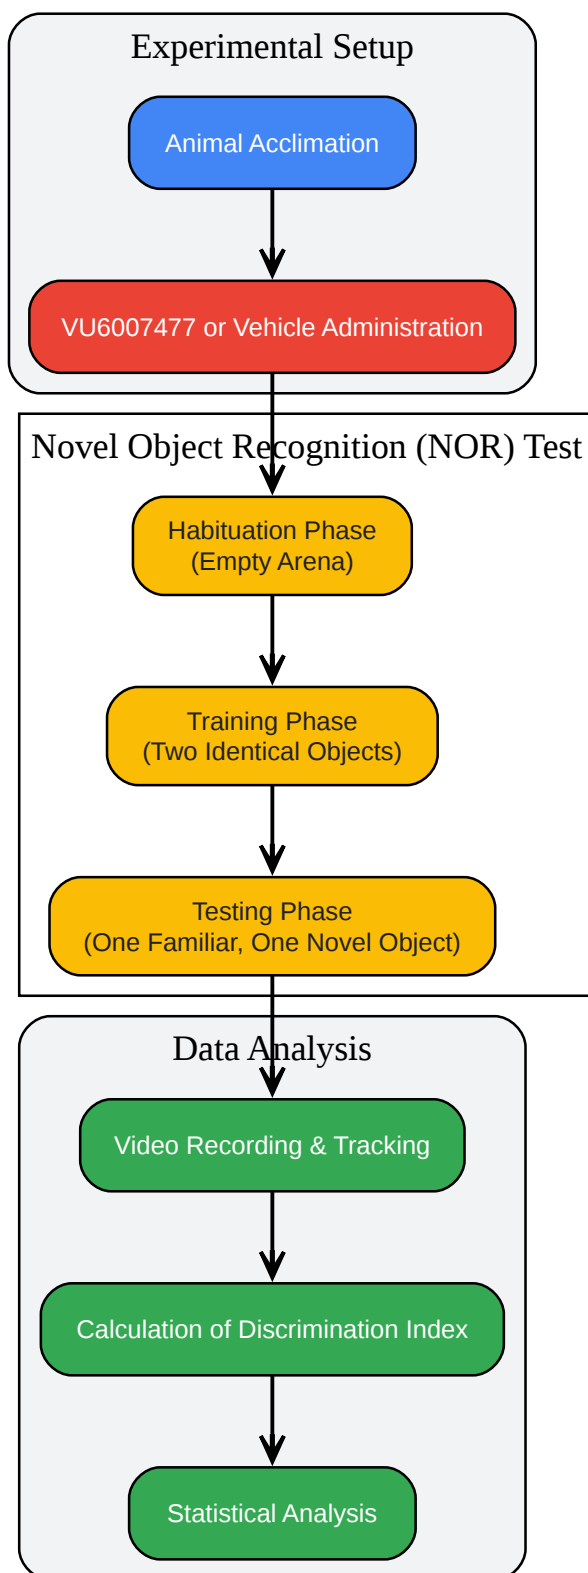 Experimental Setup
Animal Acclimation
VU6007477 or Vehicle Administration
Novel Object Recognition (NOR) Test
Habituation Phase
(Empty Arena)
Training Phase
(Two Identical Objects)
Testing Phase
(One Familiar, One Novel Object)
Data Analysis
Video Recording & Tracking
Calculation of Discrimination Index
Statistical Analysis